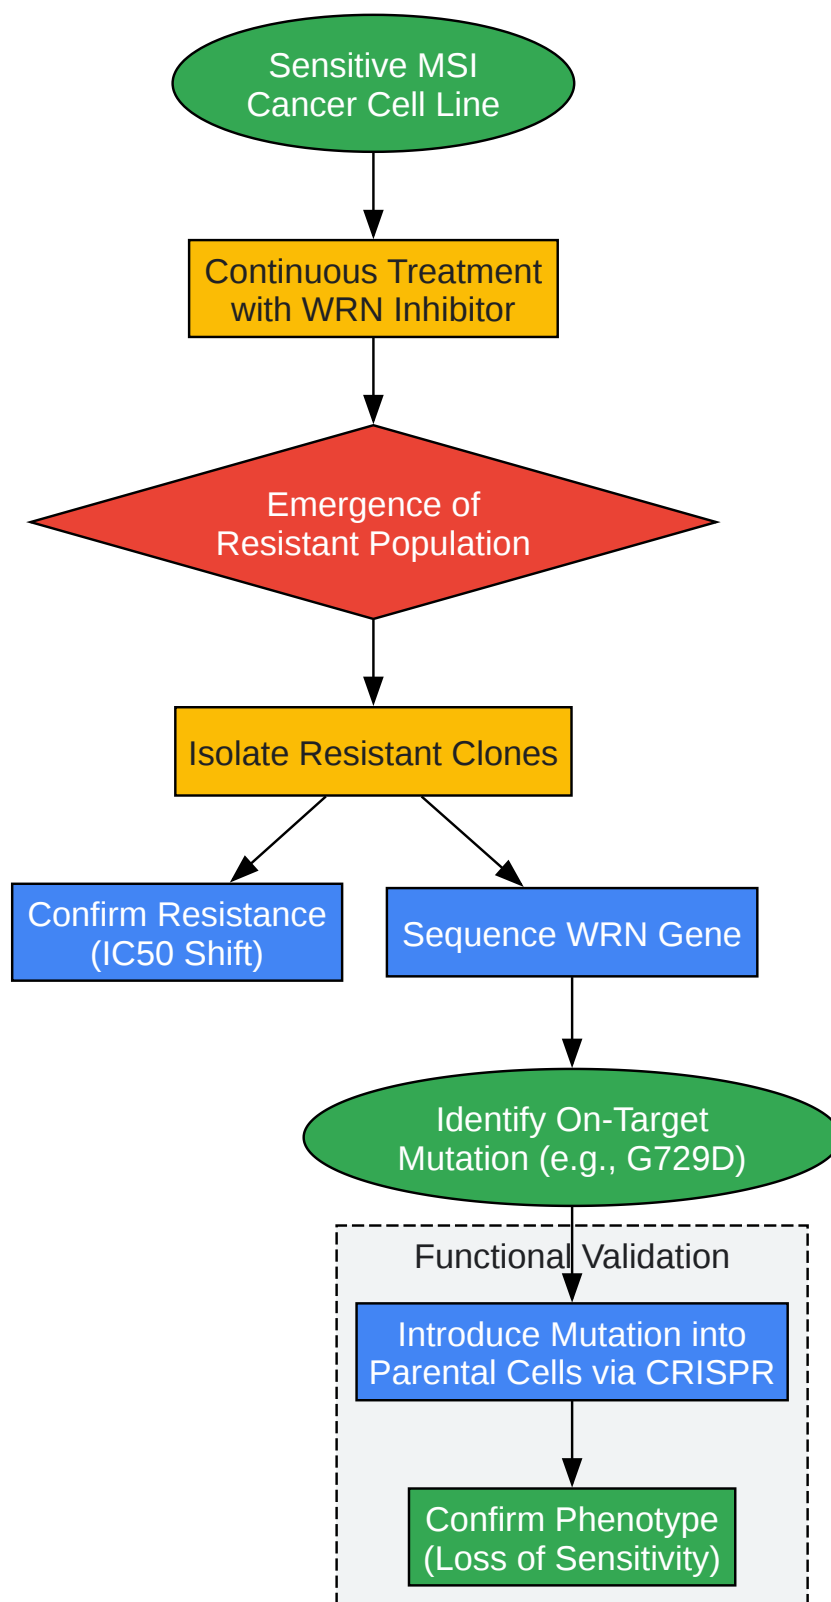 Sensitive MSI
Cancer Cell Line
Continuous Treatment
with WRN Inhibitor
Emergence of
Resistant Population
Isolate Resistant Clones
Confirm Resistance
(IC50 Shift)
Sequence WRN Gene
Identify On-Target
Mutation (e.g., G729D)
Functional Validation
Introduce Mutation into
Parental Cells via CRISPR
Confirm Phenotype
(Loss of Sensitivity)